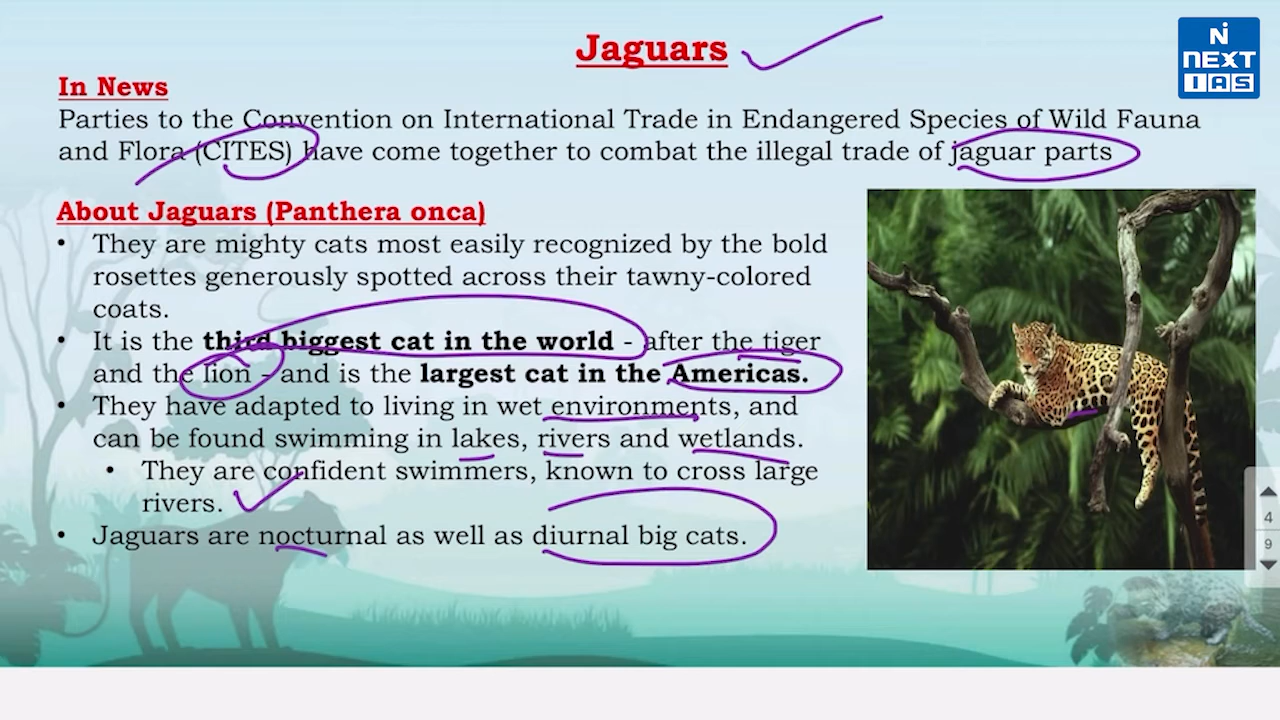 Jaguars
NEXT
IAS
In News
Parties to the Convention on International Trade in Endangered Species of Wild Fauna
and Flora (CITES) have come together to combat the illegal trade of jaguar parts
About Jaguars (Panthera onca)
• They are mighty cats most easily recognized by the bold
rosettes generously spotted across their tawny-colored
coats.
• It is the third biggest cat in the world - after the tiger
and the lion - and is the largest cat in the Americas.
• They have adapted to living in wet environments, and
can be found swimming in lakes, rivers and wetlands.
• They are confident swimmers, known to cross large
rivers.
• Jaguars are nocturnal as well as diurnal big cats.
4
9